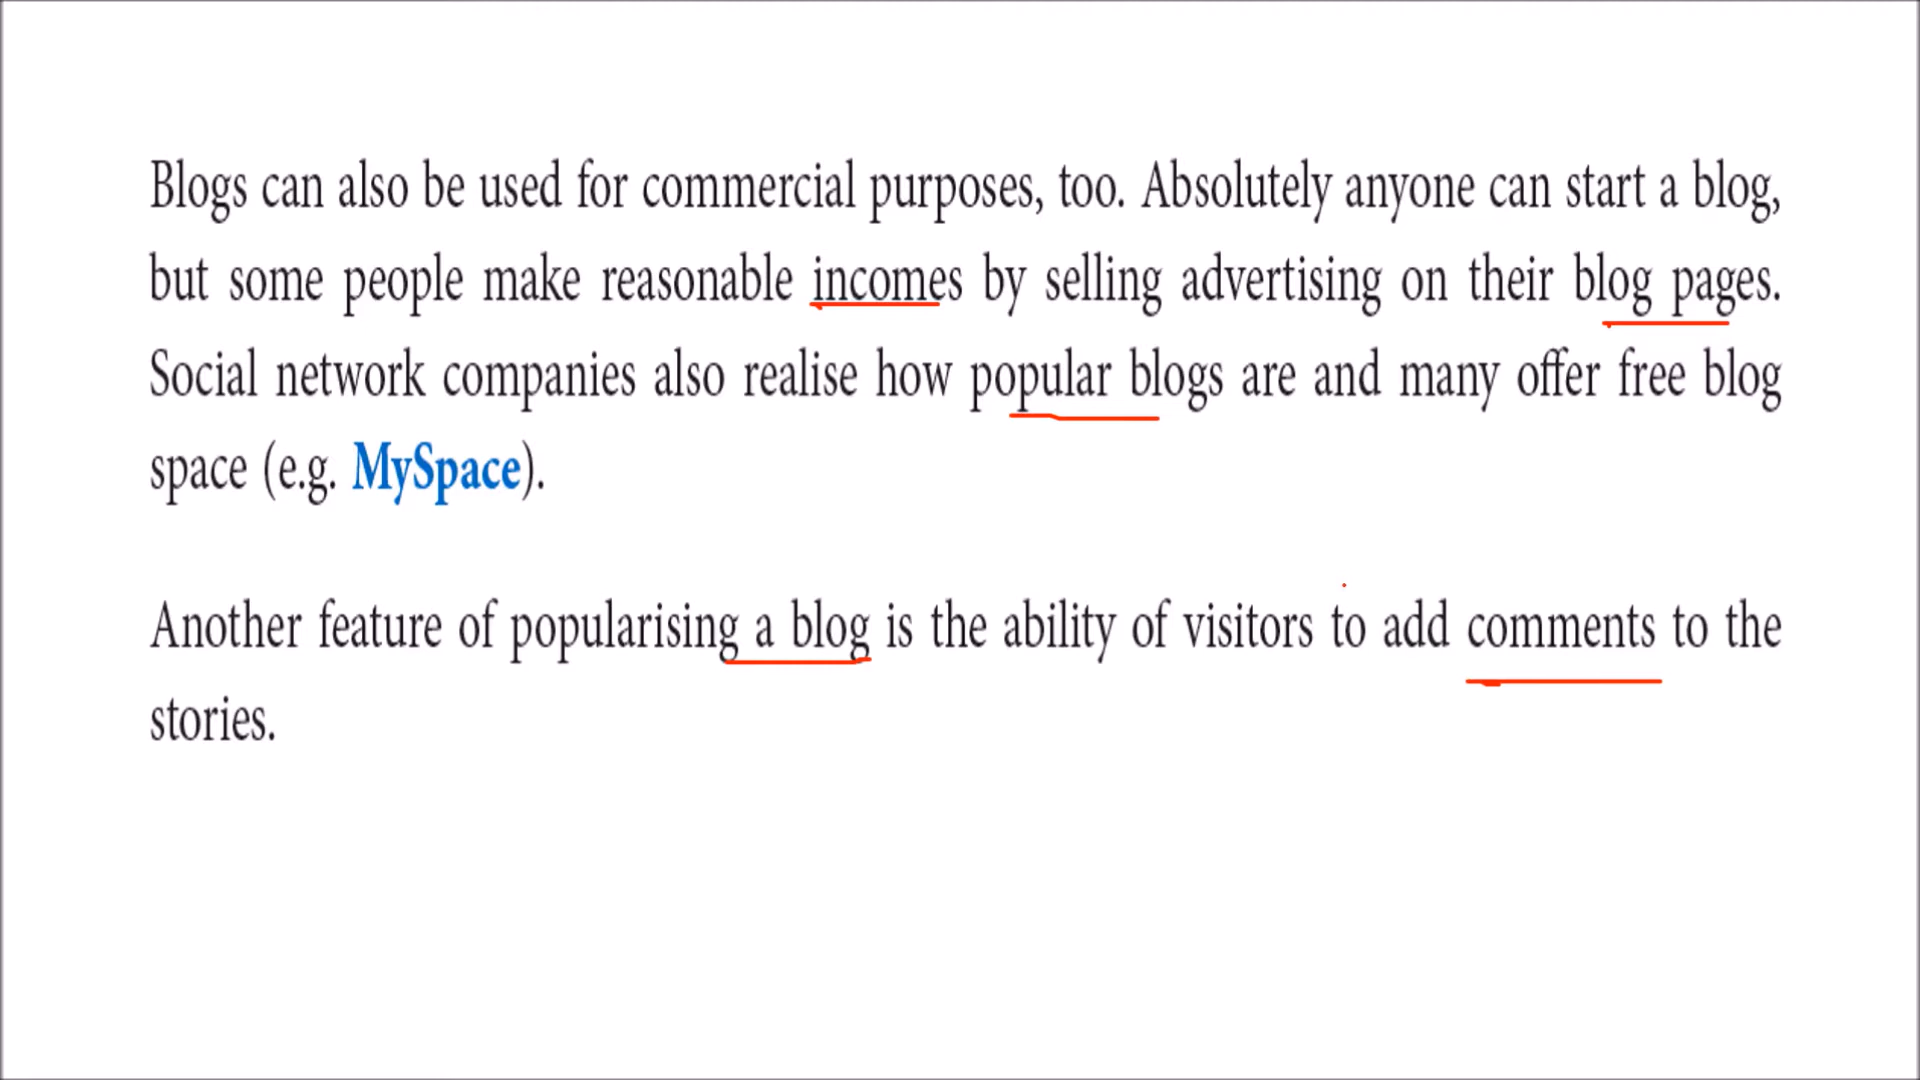 Blogs can also be used for commercial purposes, too. Absolutely anyone can start a blog,
but some people make reasonable incomes by selling advertising on their blog pages.
Social network companies also realise how popular blogs are and many offer free blog
space (e.g. MySpace).
Another feature of popularising a blog is the ability of visitors to add comments to the
stories.